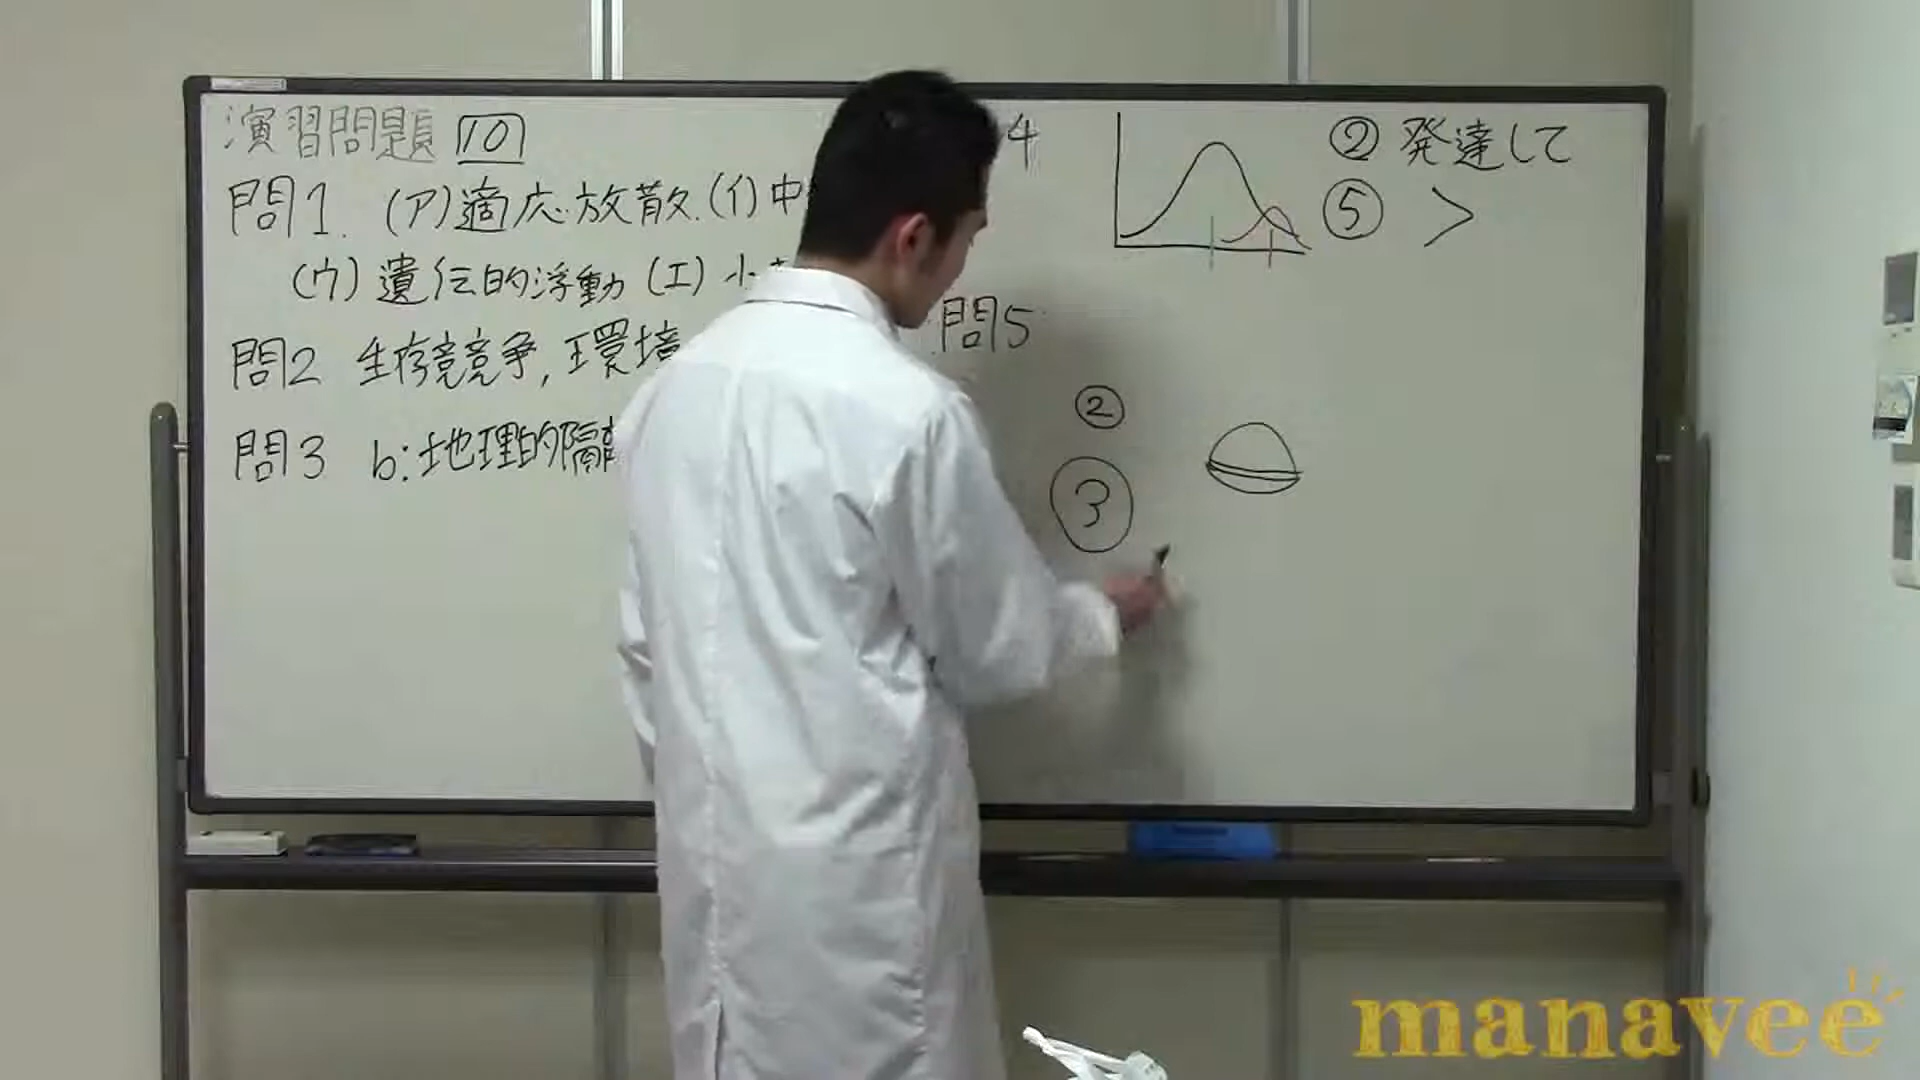 演習問題 10
問1. (ア)適応放散.(イ)中
(ウ)遺伝的浮動(エ)小
問2 生存競争,環境
問3 b:地理的隔離
4
②発達して
⑤ >
問5
②
③
manavee